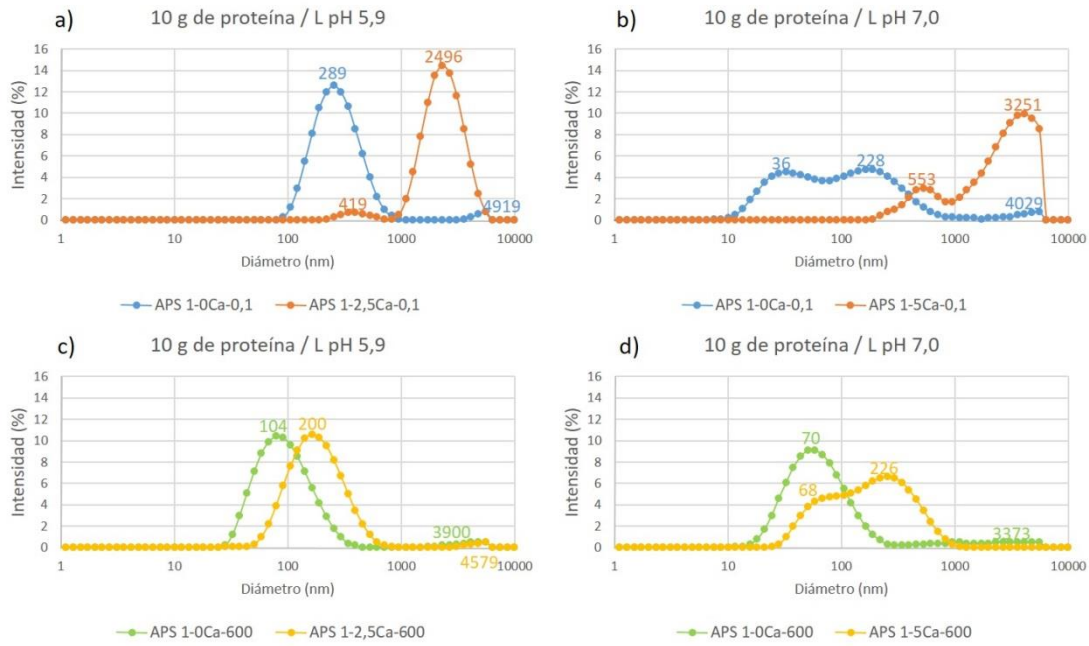 a) 10 g de proteína / L pH 5,9
Intensidad (%)
16
14
12
10
8
6
4
2
0
289
2496
419
4919
1 10 100 1000 10000
Diámetro (nm)
APS 1-0Ca-0,1 APS 1-2,5Ca-0,1
b) 10 g de proteína / L pH 7,0
Intensidad (%)
16
14
12
10
8
6
4
2
0
36
228
553
3251
4029
1 10 100 1000 10000
Diámetro (nm)
APS 1-0Ca-0,1 APS 1-5Ca-0,1
c) 10 g de proteína / L pH 5,9
Intensidad (%)
16
14
12
10
8
6
4
2
0
104
200
3900
4579
1 10 100 1000 10000
Diámetro (nm)
APS 1-0Ca-600 APS 1-2,5Ca-600
d) 10 g de proteína / L pH 7,0
Intensidad (%)
16
14
12
10
8
6
4
2
0
70
68
226
3373
1 10 100 1000 10000
Diámetro (nm)
APS 1-0Ca-600 APS 1-5Ca-600